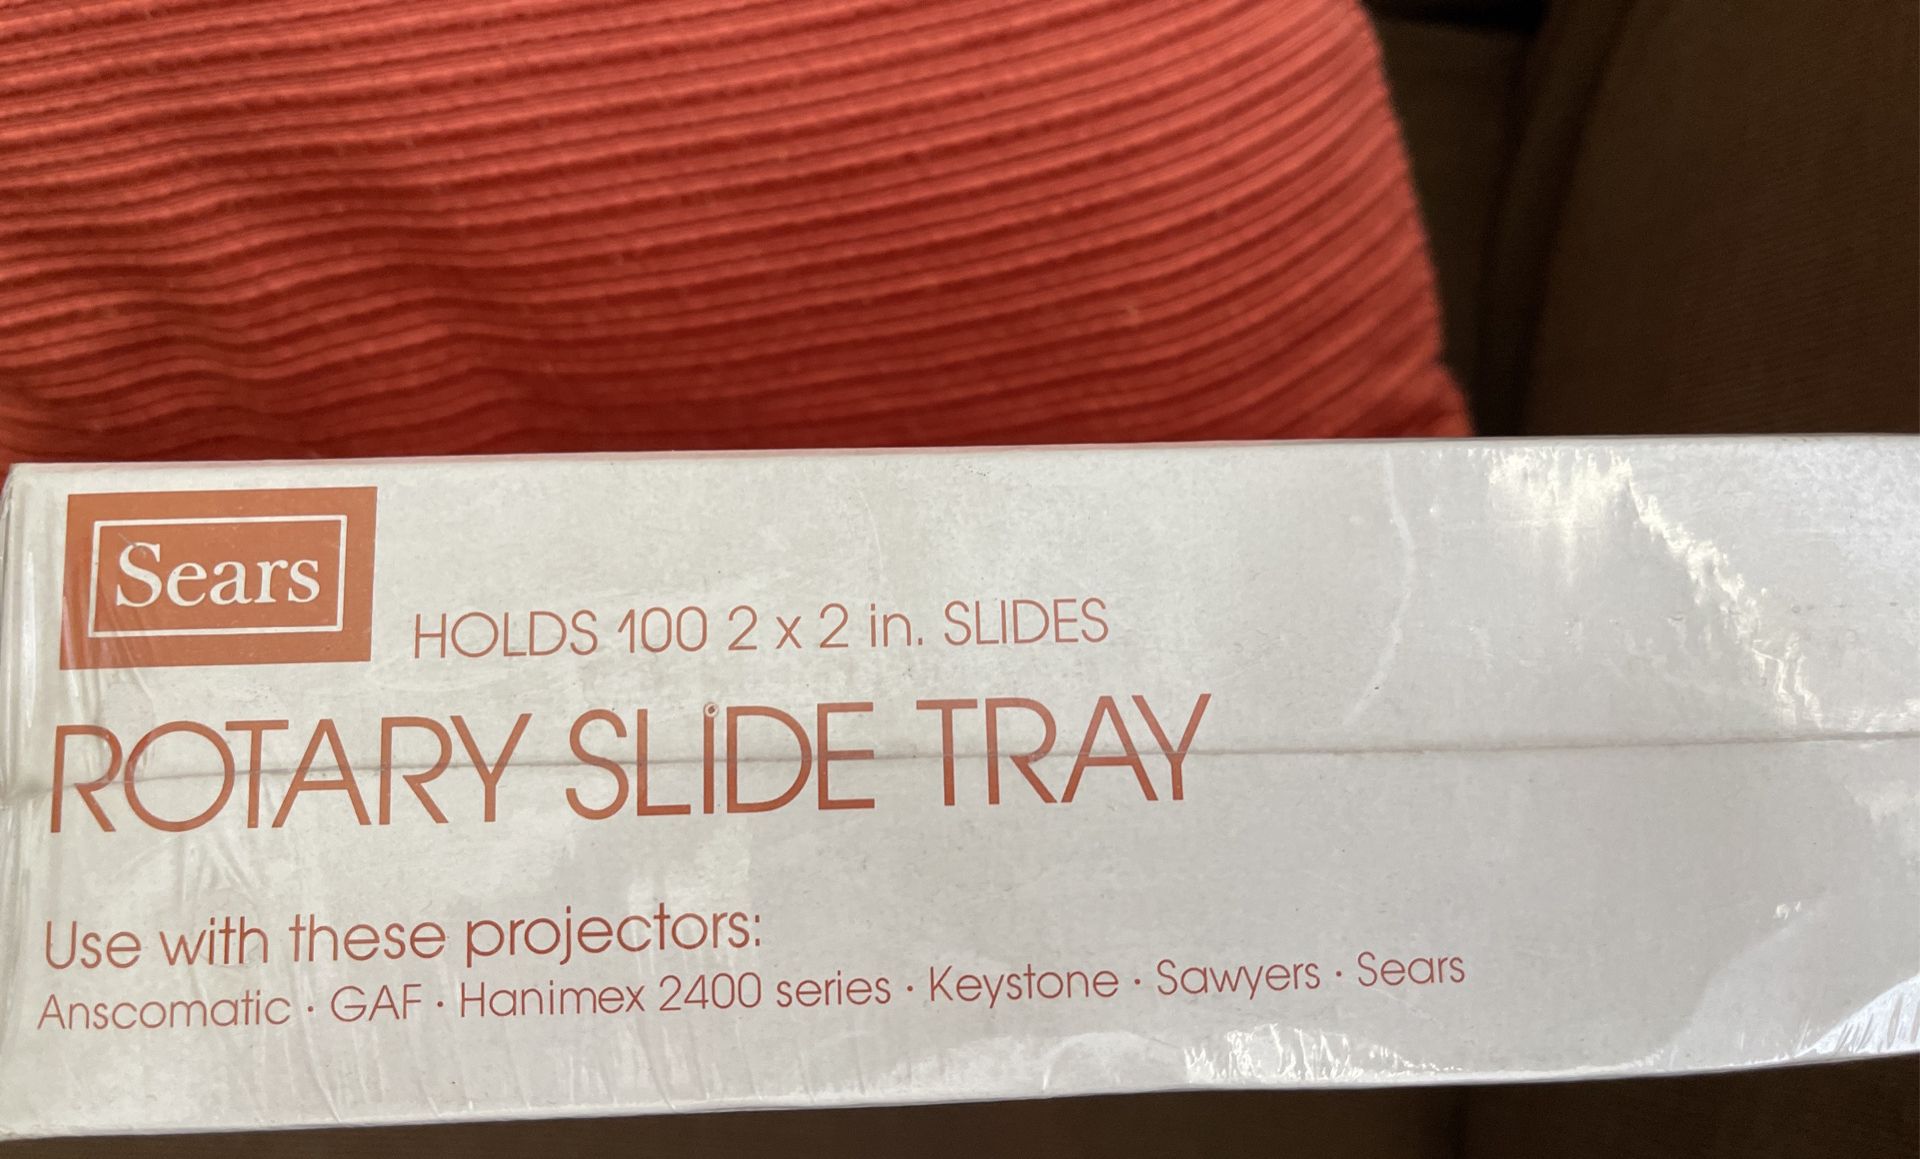 Sears
HOLDS 100 2 x 2 in. SLIDES
ROTARY SLIDE TRAY
Use with these projectors:
Anscomatic · GAF · Hanimex 2400 series · Keystone · Sawyers · Sears